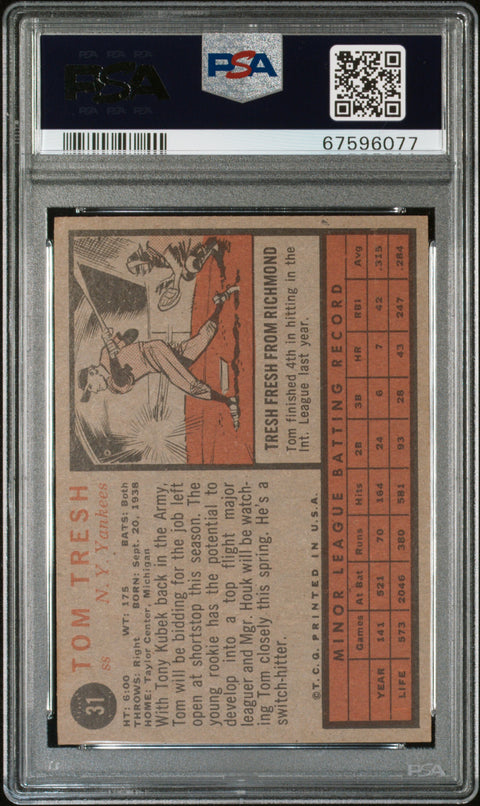 PSA
PSA
67596077
31
TOM TRESH
SS N.Y. Yankees
HT: 6:00 WT: 175 BATS: Both
THROWS: Right BORN: Sept. 20, 1938
HOME: Taylor Center, Michigan
With Tony Kubek back in the Army,
Tom will be bidding for the job left
open at shortstop this season. The
young rookie has the potential to
develop into a top flight major
leaguer and Mgr. Houk will be watch-
ing Tom closely this spring. He's a
switch-hitter.
©T.C.G. PRINTED IN U.S.A.
TRESH FRESH FROM RICHMOND
Tom finished 4th in hitting in the
Int. League last year.
MINOR LEAGUE BATTING RECORD
Games At Bat Runs Hits 2B 3B HR RBI Avg
YEAR 141 521 70 164 24 6 7 42 .315
LIFE 573 2046 380 581 93 28 43 247 .284
PSA